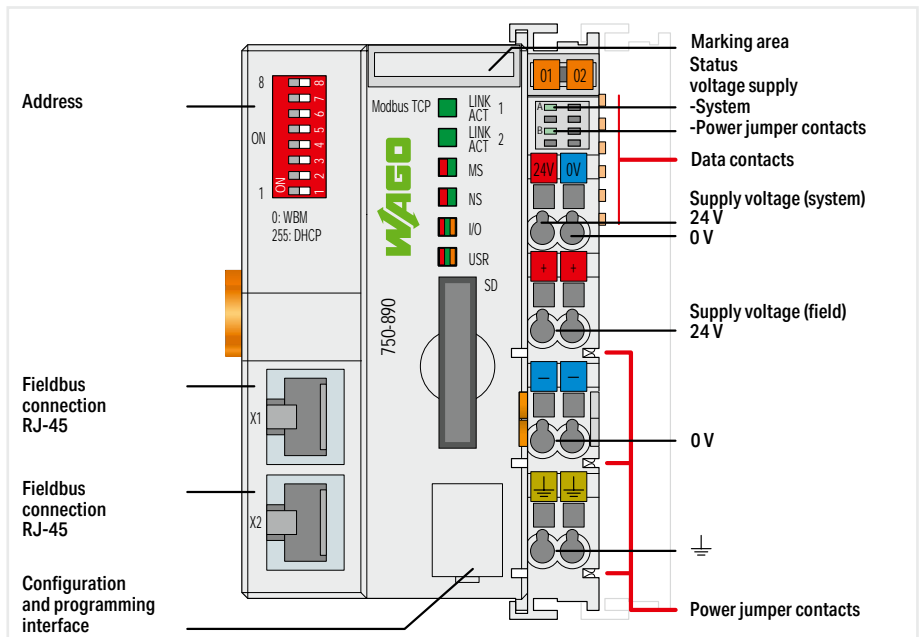 Address
Fieldbus
connection
RJ-45
Fieldbus
connection
RJ-45
Configuration
and programming
interface
8
ON
1
ON
1 2 3 4 5 6 7 8
0: WBM
255: DHCP
X1
X2
Modbus TCP
LINK
ACT 1
LINK
ACT 2
MS
NS
I/O
USR
SD
WAGO
750-890
01 02
A
B
24V 0V
+ +
— —
Marking area
Status
voltage supply
-System
-Power jumper contacts
Data contacts
Supply voltage (system)
24 V
0 V
Supply voltage (field)
24 V
0 V
Power jumper contacts